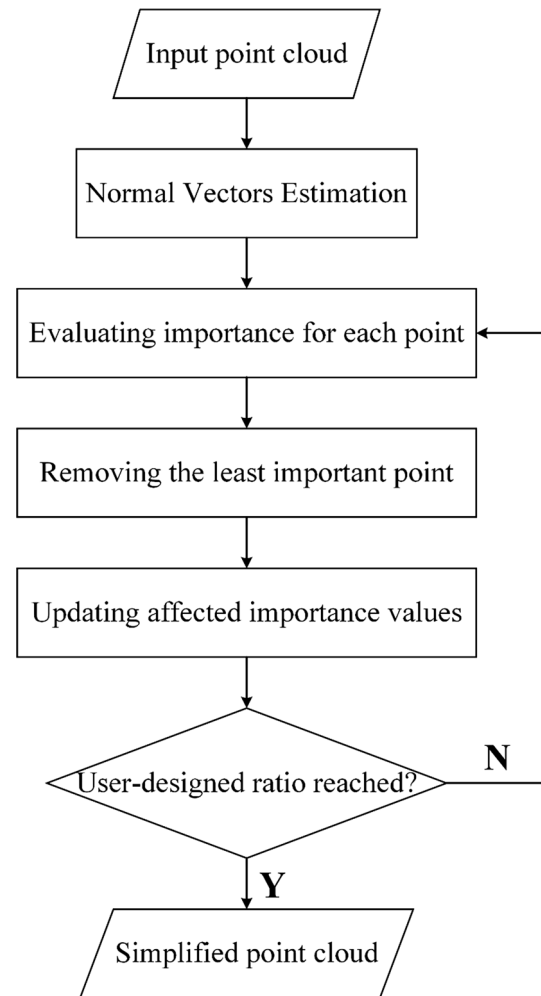 Input point cloud
Normal Vectors Estimation
Evaluating importance for each point
Removing the least important point
Updating affected importance values
User-designed ratio reached?
N
Y
Simplified point cloud